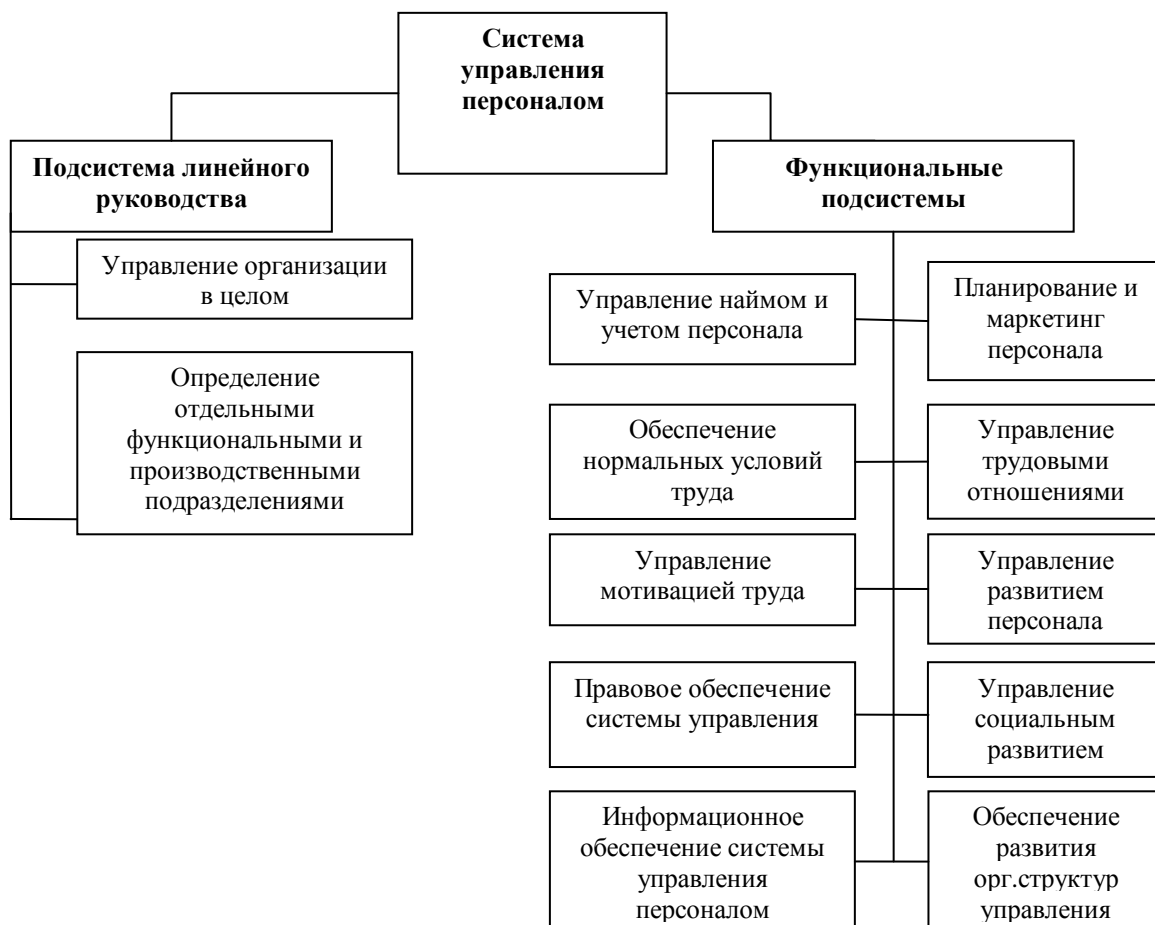 Система
управления
персоналом
Подсистема линейного
руководства
Функциональные
подсистемы
Управление организации
в целом
Определение
отдельными
функциональными и
производственными
подразделениями
Управление наймом и
учетом персонала
Планирование и
маркетинг
персонала
Обеспечение
нормальных условий
труда
Управление
трудовыми
отношениями
Управление
мотивацией труда
Управление
развитием
персонала
Правовое обеспечение
системы управления
Управление
социальным
развитием
Информационное
обеспечение системы
управления
персоналом
Обеспечение
развития
орг.структур
управления